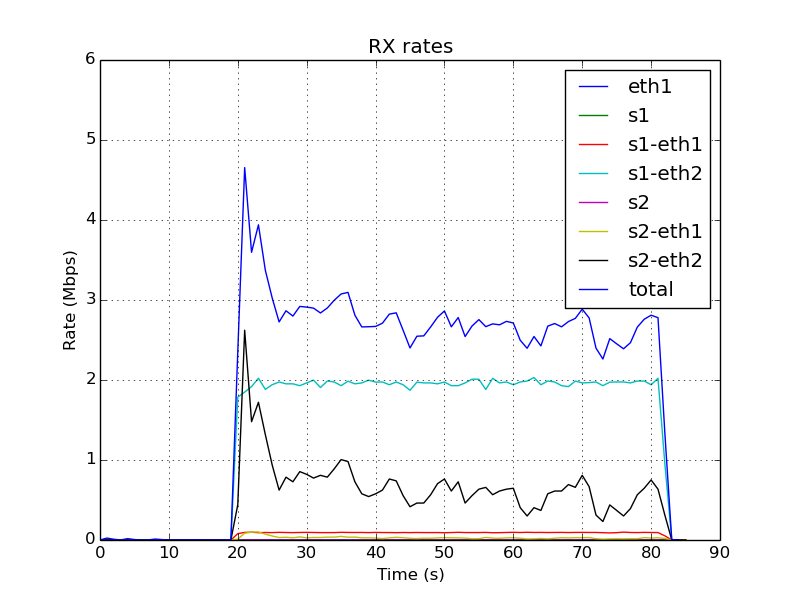 RX rates
6
5
4
3
2
1
0
Rate (Mbps)
eth1
s1
s1-eth1
s1-eth2
s2
s2-eth1
s2-eth2
total
0 10 20 30 40 50 60 70 80 90
Time (s)